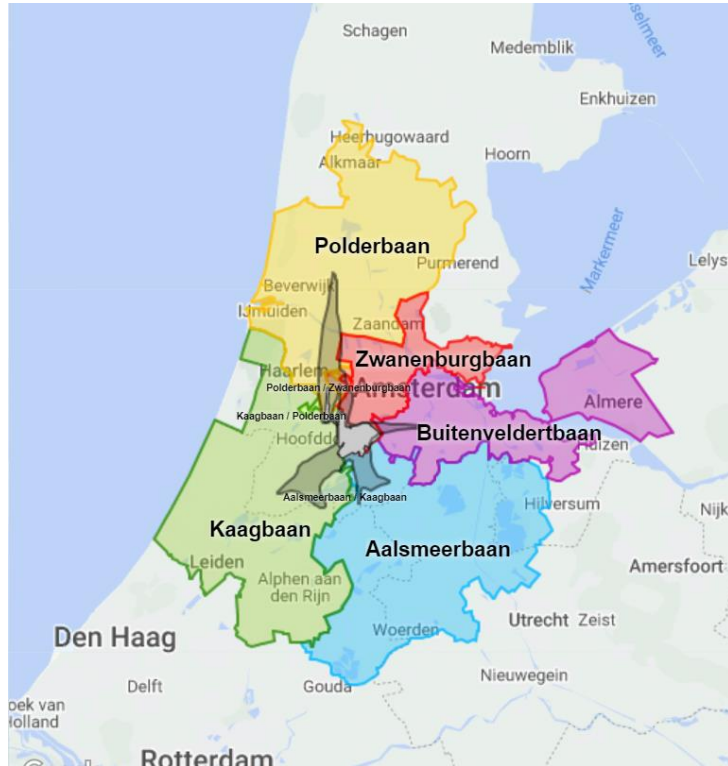 Schagen
Medemblik
Enkhuizen
Heerhugowaard
Alkmaar
Hoorn
Polderbaan
Purmerend
Markermeer
Lelys
Beverwijk
IJmuiden
Zaandam
Zwanenburgbaan
Haarlem
Polderbaan / Zwanenburgbaan
Amsterdam
Almere
Kaagbaan / Polderbaan
Hoofddo
Buitenveldertbaan
Huizen
Aalsmeerbaan / Kaagbaan
Hilversum
Nijk
Kaagbaan
Aalsmeerbaan
Leiden
Amersfoort
Alphen aan
den Rijn
Utrecht
Zeist
Woerden
Den Haag
Nieuwegein
Delft
Gouda
oek van
Holland
Rotterdam